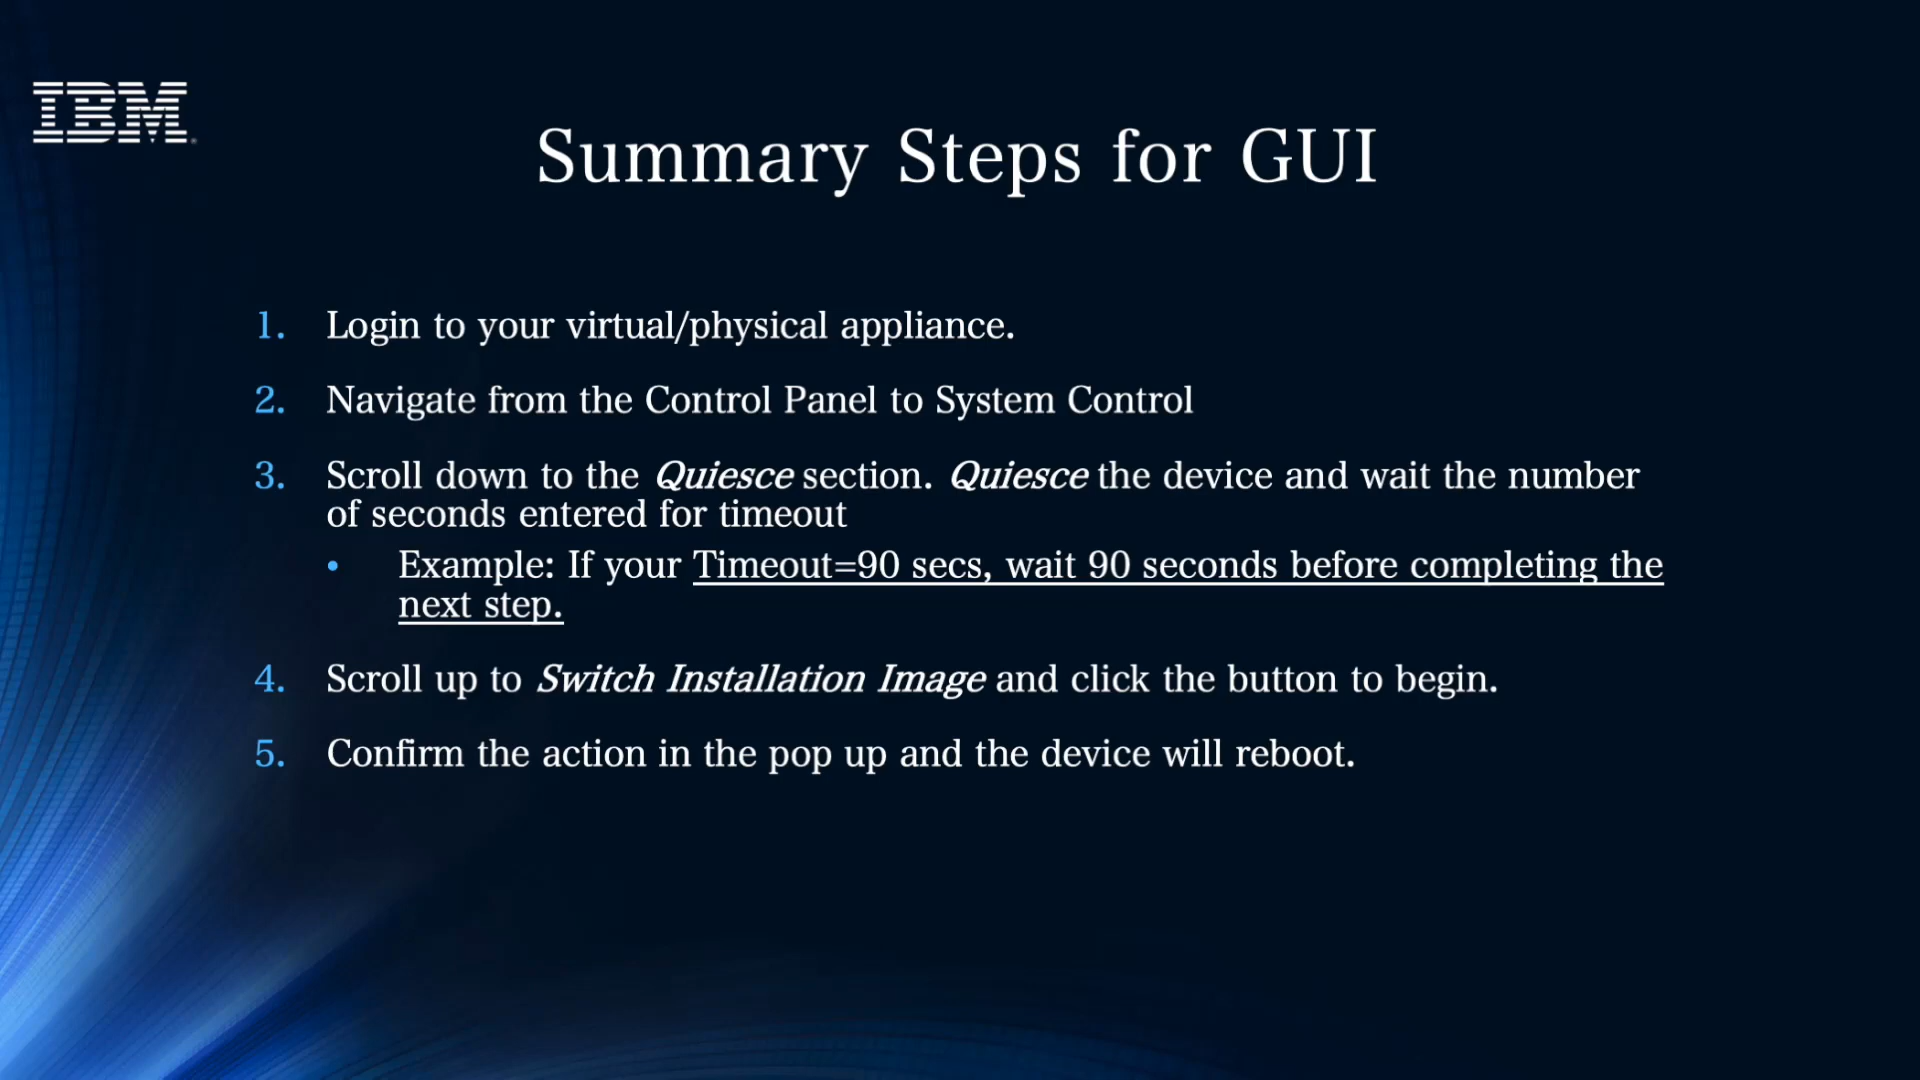 IBM
Summary Steps for GUI
1. Login to your virtual/physical appliance.
2. Navigate from the Control Panel to System Control
3. Scroll down to the Quiesce section. Quiesce the device and wait the number
of seconds entered for timeout
• Example: If your Timeout=90 secs, wait 90 seconds before completing the
next step.
4. Scroll up to Switch Installation Image and click the button to begin.
5. Confirm the action in the pop up and the device will reboot.